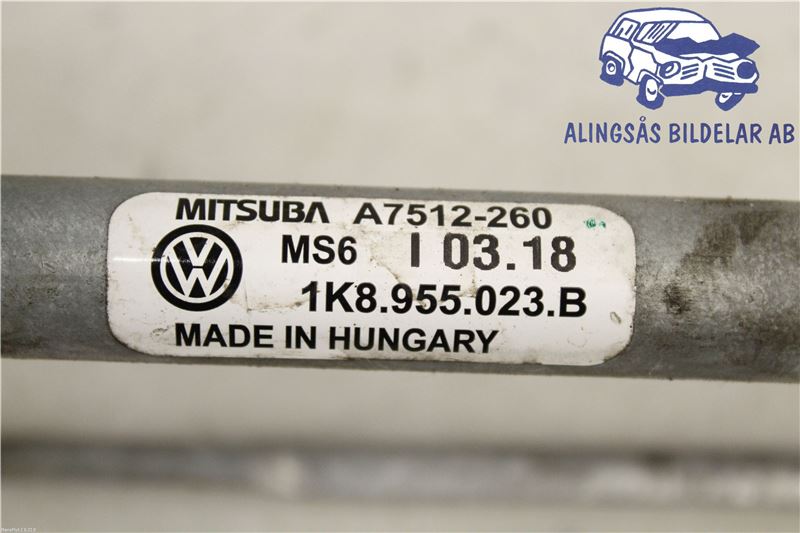 ALINGSÅS BILDELAR AB
MITSUBA A7512-260
MS6 I 03.18
1K8.955.023.B
MADE IN HUNGARY